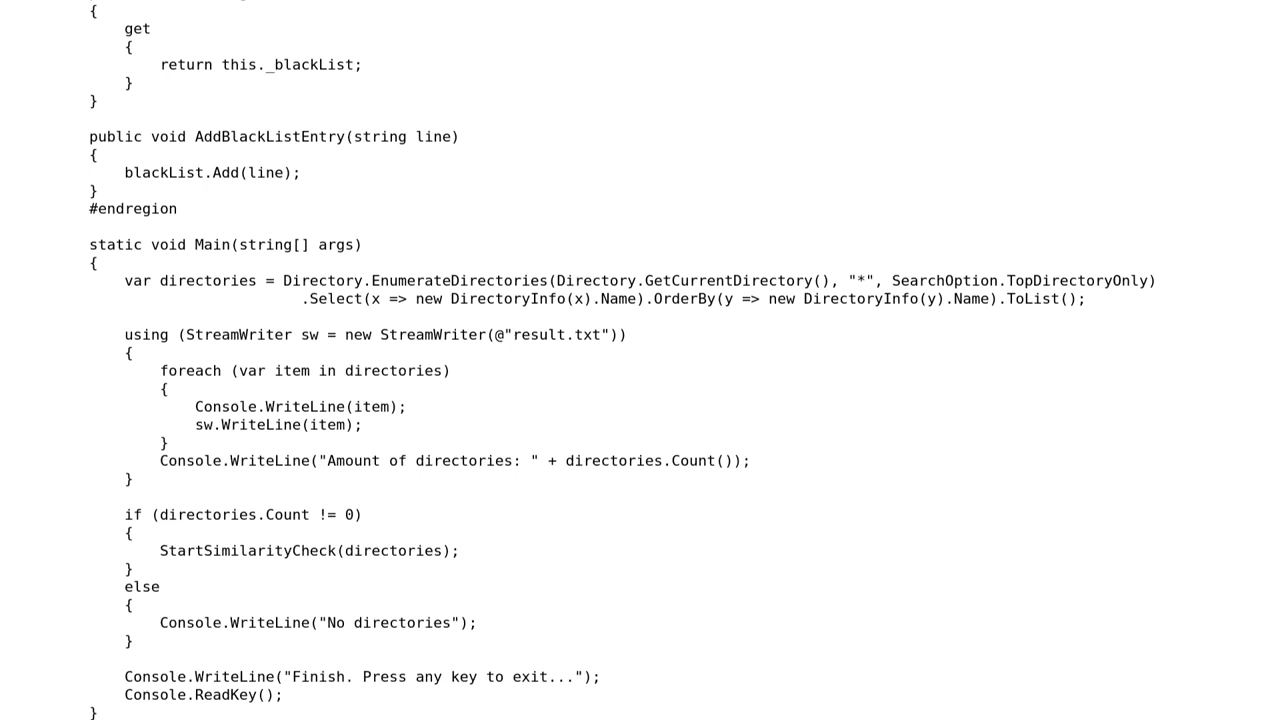 {
    get
    {
        return this._blackList;
    }
}

public void AddBlackListEntry(string line)
{
    blackList.Add(line);
}
#endregion

static void Main(string[] args)
{
    var directories = Directory.EnumerateDirectories(Directory.GetCurrentDirectory(), "*", SearchOption.TopDirectoryOnly)
                        .Select(x => new DirectoryInfo(x).Name).OrderBy(y => new DirectoryInfo(y).Name).ToList();

    using (StreamWriter sw = new StreamWriter(@"result.txt"))
    {
        foreach (var item in directories)
        {
            Console.WriteLine(item);
            sw.WriteLine(item);
        }
        Console.WriteLine("Amount of directories: " + directories.Count());
    }

    if (directories.Count != 0)
    {
        StartSimilarityCheck(directories);
    }
    else
    {
        Console.WriteLine("No directories");
    }

    Console.WriteLine("Finish. Press any key to exit...");
    Console.ReadKey();
}